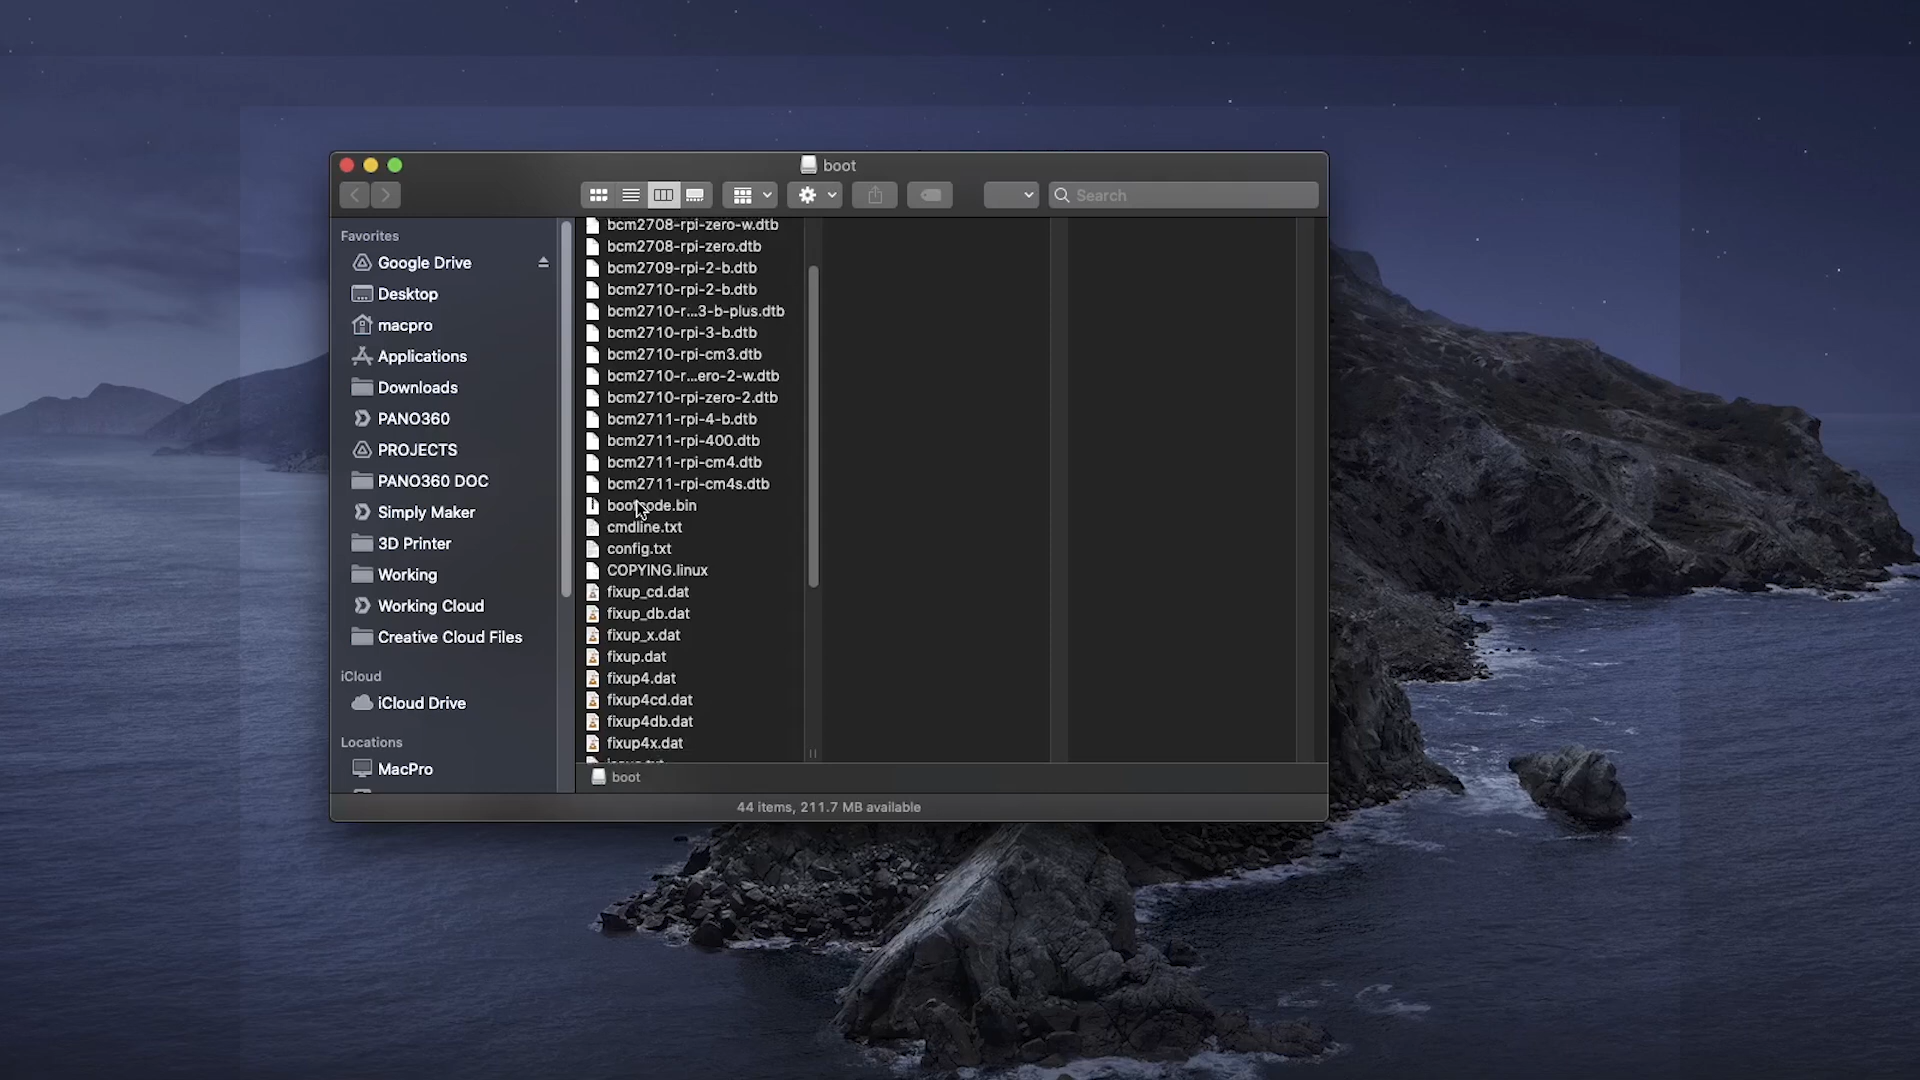 boot
Search
Favorites
Google Drive
Desktop
macpro
Applications
Downloads
PANO360
PROJECTS
PANO360 DOC
Simply Maker
3D Printer
Working
Working Cloud
Creative Cloud Files
iCloud
iCloud Drive
Locations
MacPro
bcm2708-rpi-zero-w.dtb
bcm2708-rpi-zero.dtb
bcm2709-rpi-2-b.dtb
bcm2710-rpi-2-b.dtb
bcm2710-r...3-b-plus.dtb
bcm2710-rpi-3-b.dtb
bcm2710-rpi-cm3.dtb
bcm2710-r...ero-2-w.dtb
bcm2710-rpi-zero-2.dtb
bcm2711-rpi-4-b.dtb
bcm2711-rpi-400.dtb
bcm2711-rpi-cm4.dtb
bcm2711-rpi-cm4s.dtb
bootcode.bin
cmdline.txt
config.txt
COPYING.linux
fixup_cd.dat
fixup_db.dat
fixup_x.dat
fixup.dat
fixup4.dat
fixup4cd.dat
fixup4db.dat
fixup4x.dat
boot
44 items, 211.7 MB available